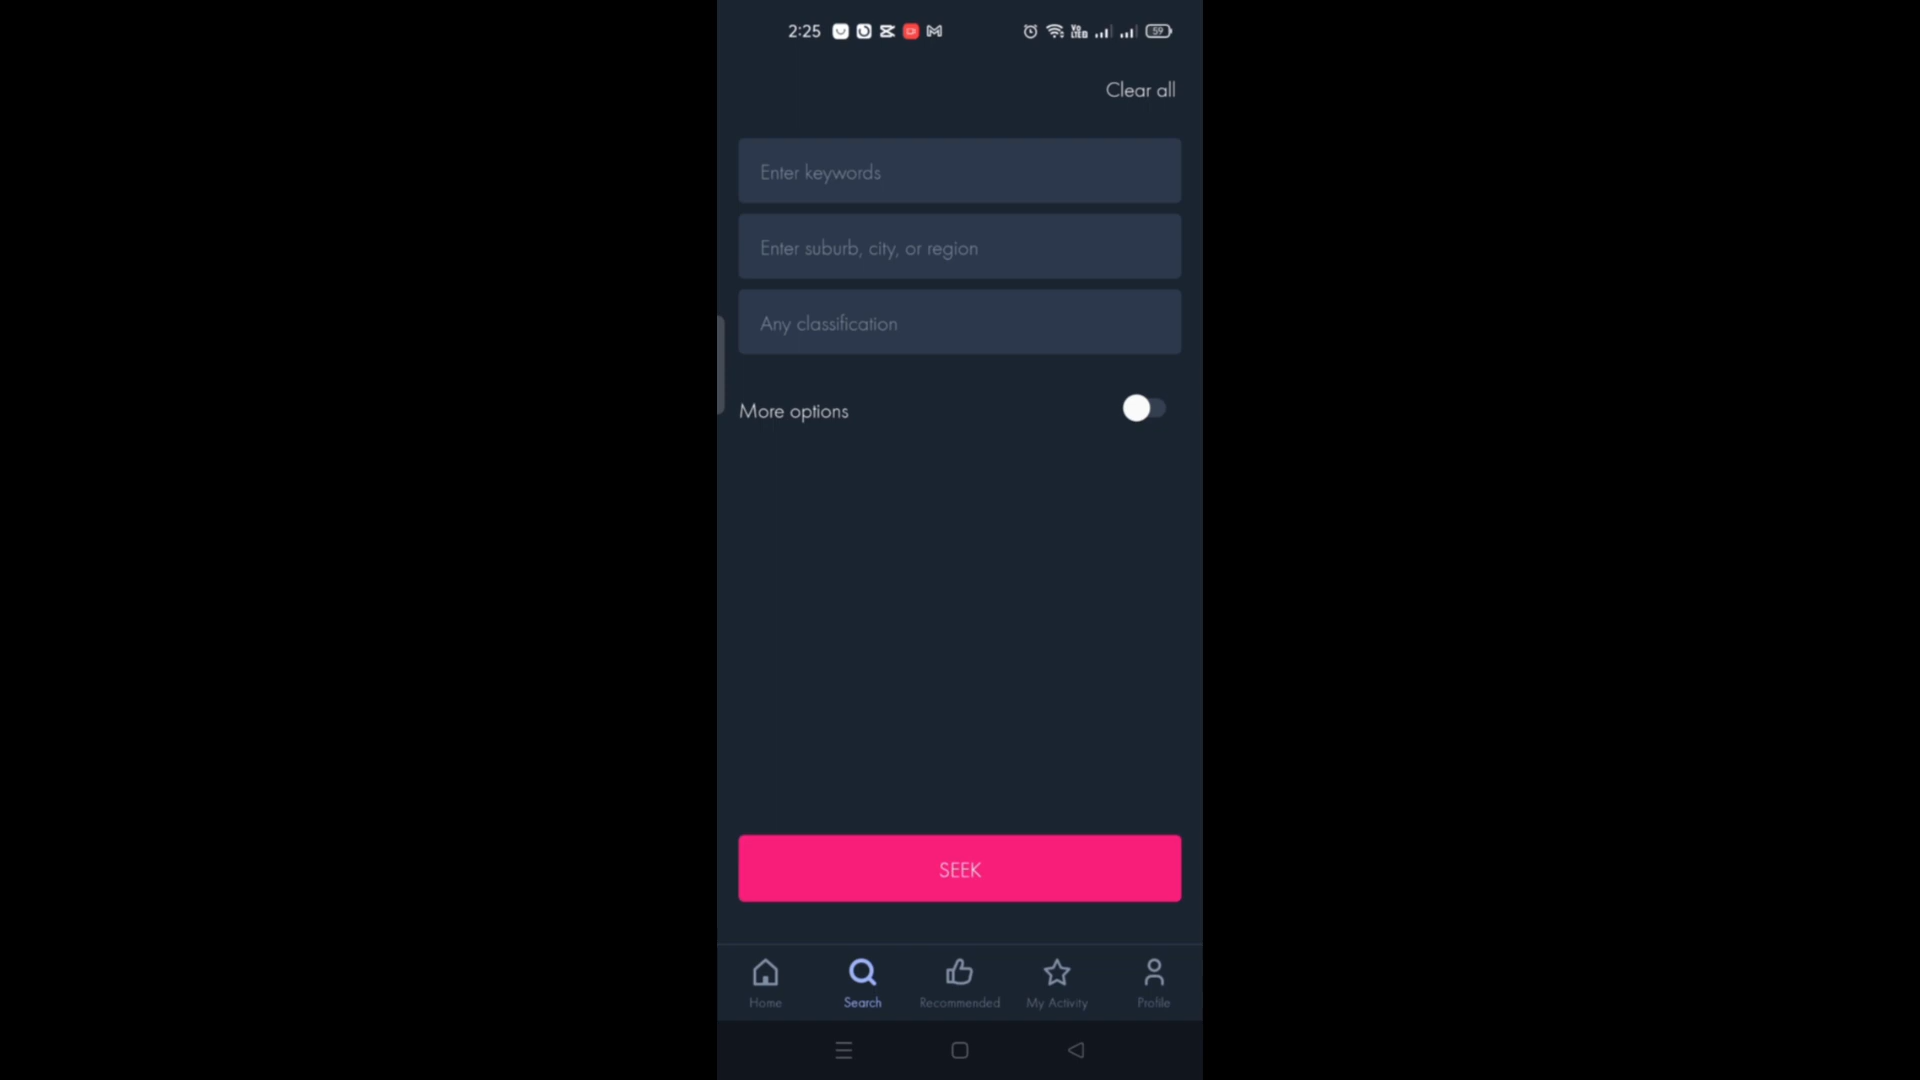 2:25
59
Clear all
Enter keywords
Enter suburb, city, or region
Any classification
More options
SEEK
Home
Search
Recommended
My Activity
Profile